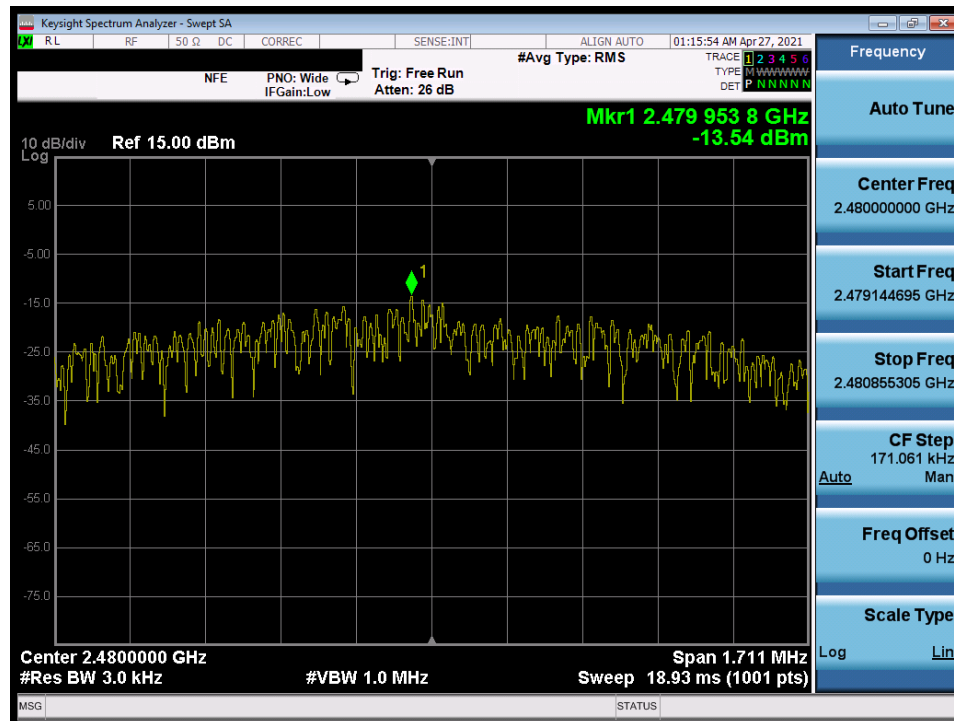 Keysight Spectrum Analyzer - Swept SA
LXI RL RF 50 Ω DC CORREC SENSE:INT ALIGN AUTO 01:15:54 AM Apr 27, 2021
Frequency
NFE PNO: Wide Trig: Free Run #Avg Type: RMS TRACE 1 2 3 4 5 6
TYPE M W W W W W
IFGain:Low Atten: 26 dB DET P N N N N N
Auto Tune
Mkr1 2.479 953 8 GHz
10 dB/div Ref 15.00 dBm -13.54 dBm
Log
5.00
-5.00
-15.0
-25.0
-35.0
-45.0
-55.0
-65.0
-75.0
1
Center Freq
2.480000000 GHz
Start Freq
2.479144695 GHz
Stop Freq
2.480855305 GHz
CF Step
171.061 kHz
Auto Man
Freq Offset
0 Hz
Scale Type
Log Lin
Center 2.4800000 GHz Span 1.711 MHz
#Res BW 3.0 kHz #VBW 1.0 MHz Sweep 18.93 ms (1001 pts)
MSG STATUS